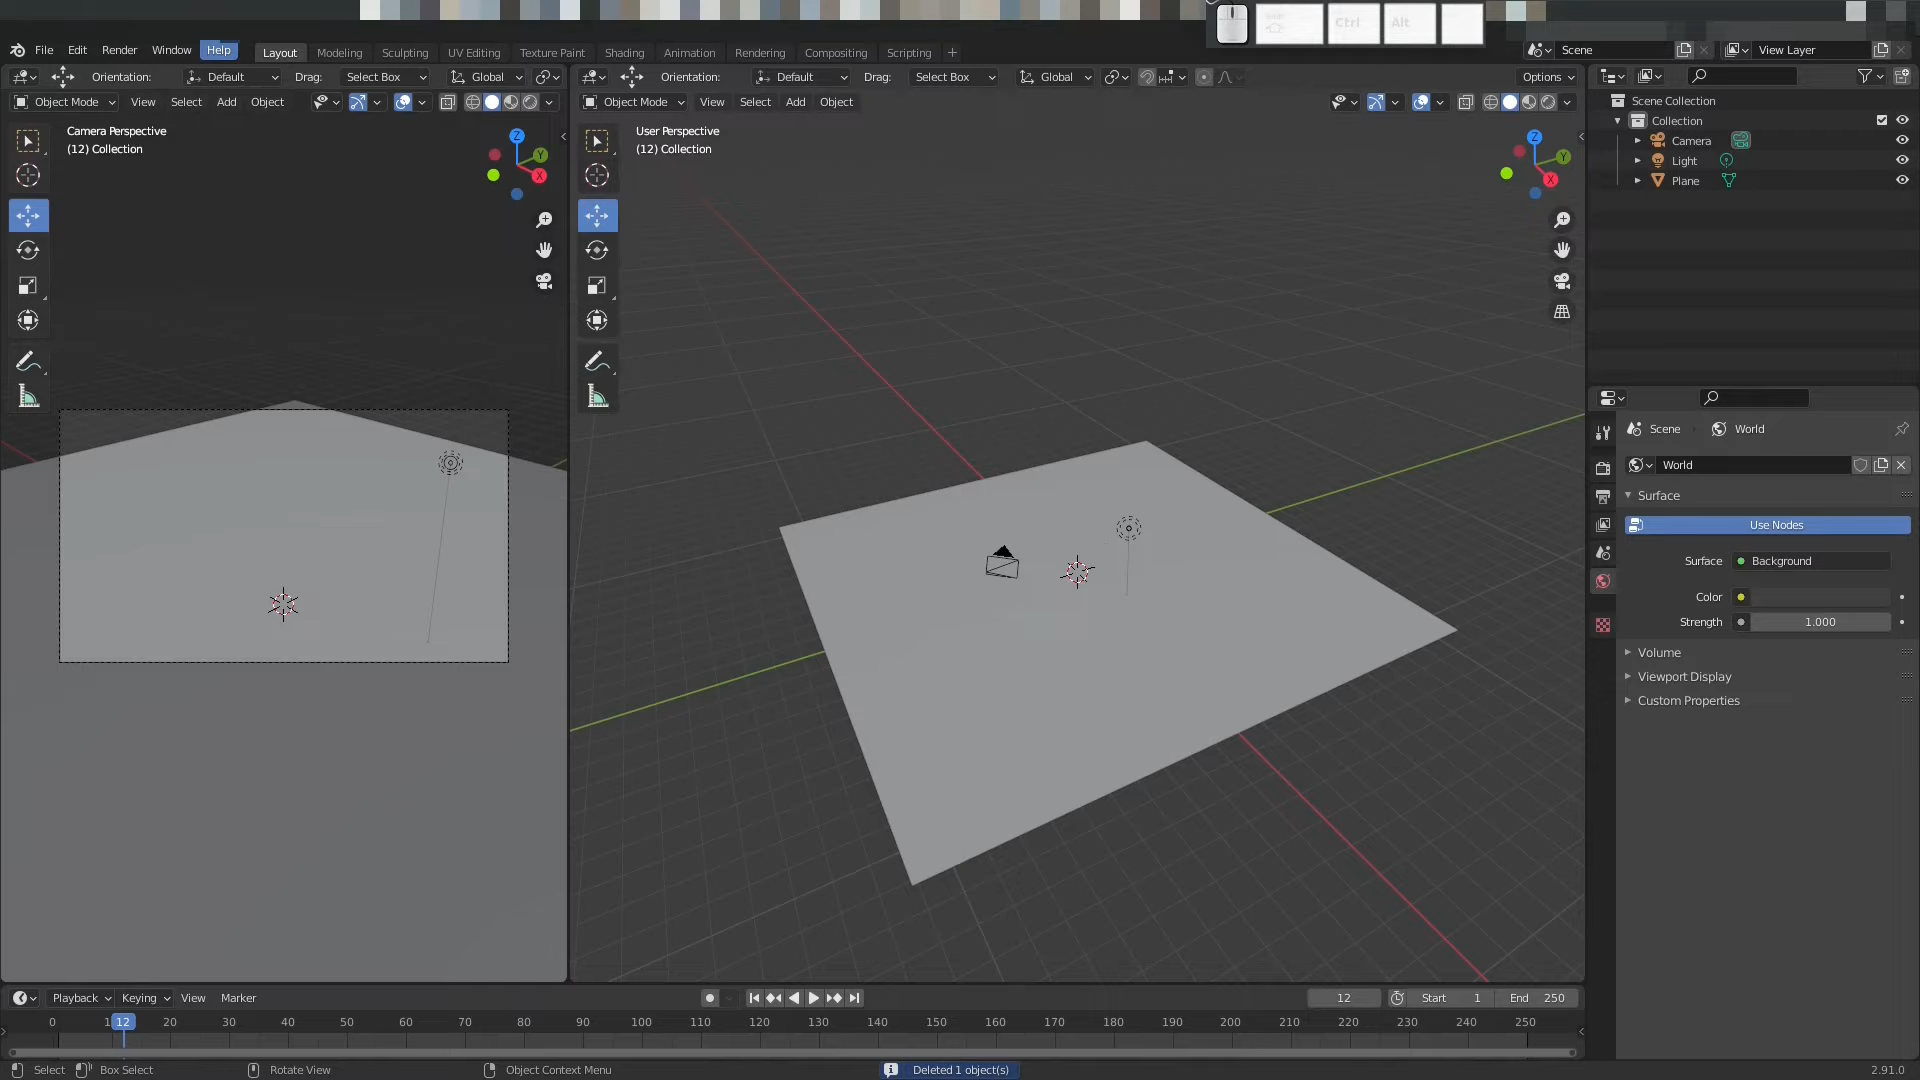 Ctrl Alt
File Edit Render Window Help Layout Modeling Sculpting UV Editing Texture Paint Shading Animation Rendering Compositing Scripting + Scene View Layer
Orientation: Default Drag: Select Box Global Orientation: Default Drag: Select Box Global Options
Object Mode View Select Add Object Object Mode View Select Add Object
Camera Perspective
(12) Collection
User Perspective
(12) Collection
Z
Y
X
Z
Y
X
Scene Collection
Collection
Camera
Light
Plane
Scene World
World
Surface
Use Nodes
Surface Background
Color
Strength 1.000
Volume
Viewport Display
Custom Properties
Playback Keying View Marker 12 Start 1 End 250
0 1 12 20 30 40 50 60 70 80 90 100 110 120 130 140 150 160 170 180 190 200 210 220 230 240 250
Select Box Select Rotate View Object Context Menu Deleted 1 object(s) 2.91.0